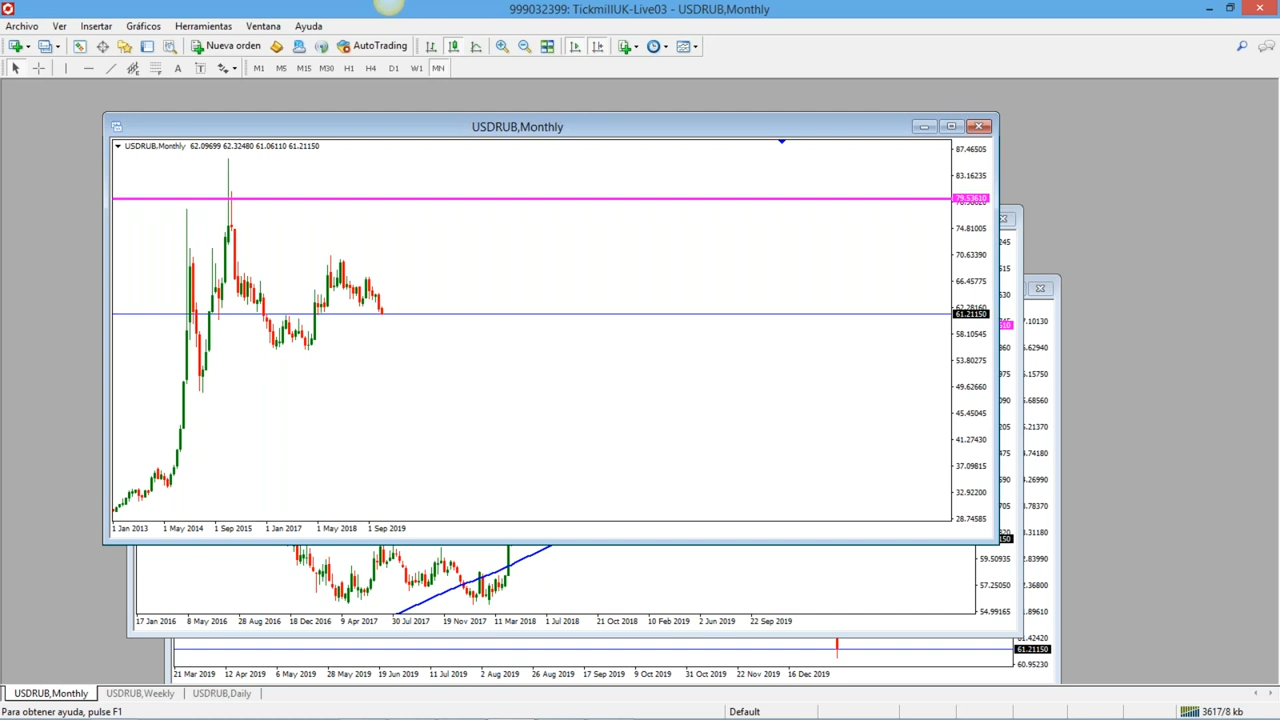 999032399: TickmillUK-Live03 - USDRUB,Monthly
Archivo Ver Insertar Gráficos Herramientas Ventana Ayuda
Nueva orden AutoTrading
A T M1 M5 M15 M30 H1 H4 D1 W1 MN
USDRUB,Monthly
USDRUB,Monthly 62.09699 62.32480 61.06110 61.21150
87.46505
83.16235
79.53610
74.81005
70.63390
66.45775
62.28160
61.21150
58.10545
53.80275
49.62660
45.45045
41.27430
37.09815
32.92200
28.74585
1 Jan 2013 1 May 2014 1 Sep 2015 1 Jan 2017 1 May 2018 1 Sep 2019
59.50935
57.25065
54.99165
17 Jan 2016 8 May 2016 28 Aug 2016 18 Dec 2016 9 Apr 2017 30 Jul 2017 19 Nov 2017 11 Mar 2018 1 Jul 2018 21 Oct 2018 10 Feb 2019 2 Jun 2019 22 Sep 2019
61.42420
61.21150
60.95230
21 Mar 2019 12 Apr 2019 6 May 2019 28 May 2019 19 Jun 2019 11 Jul 2019 2 Aug 2019 26 Aug 2019 17 Sep 2019 9 Oct 2019 31 Oct 2019 22 Nov 2019 16 Dec 2019
USDRUB,Monthly USDRUB,Weekly USDRUB,Daily
Para obtener ayuda, pulse F1 Default 3617/8 kb